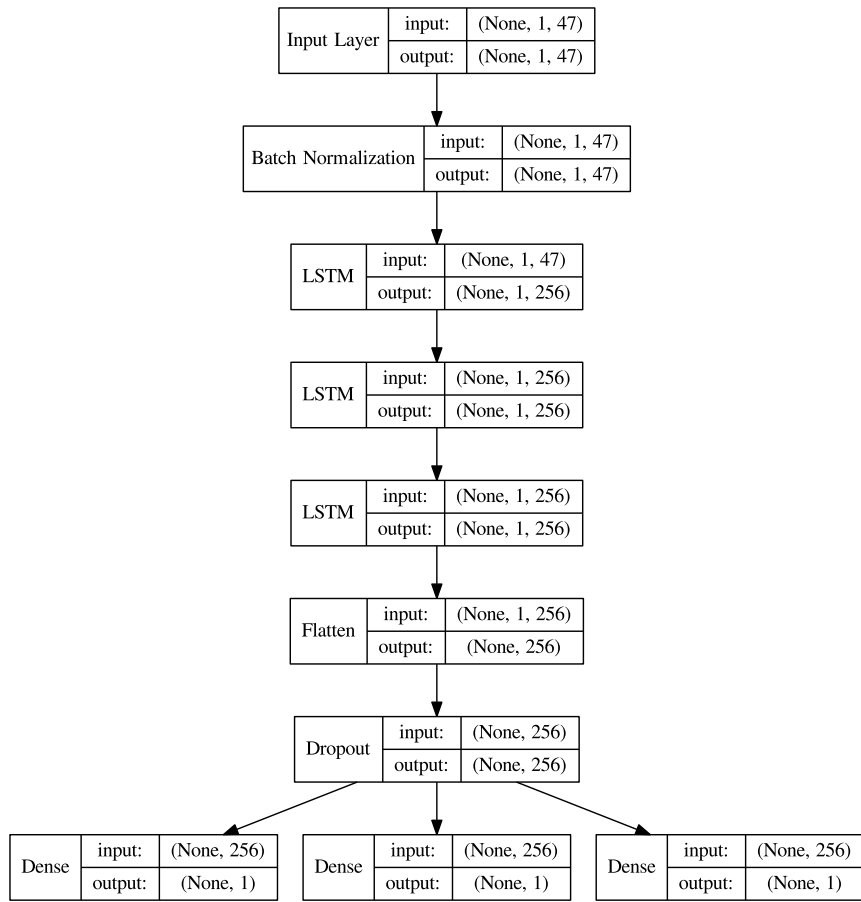 Input Layer
input: (None, 1, 47)
output: (None, 1, 47)
Batch Normalization
input: (None, 1, 47)
output: (None, 1, 47)
LSTM
input: (None, 1, 47)
output: (None, 1, 256)
LSTM
input: (None, 1, 256)
output: (None, 1, 256)
LSTM
input: (None, 1, 256)
output: (None, 1, 256)
Flatten
input: (None, 1, 256)
output: (None, 256)
Dropout
input: (None, 256)
output: (None, 256)
Dense
input: (None, 256)
output: (None, 1)
Dense
input: (None, 256)
output: (None, 1)
Dense
input: (None, 256)
output: (None, 1)